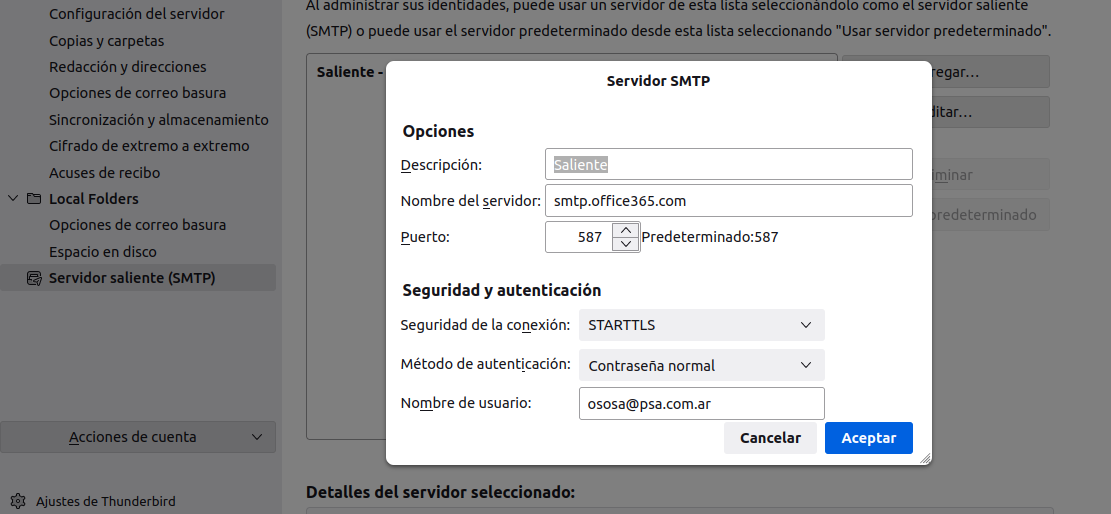 Configuración del servidor
Copias y carpetas
Redacción y direcciones
Opciones de correo basura
Sincronización y almacenamiento
Cifrado de extremo a extremo
Acuses de recibo
Local Folders
Opciones de correo basura
Espacio en disco
Servidor saliente (SMTP)
Acciones de cuenta
Ajustes de Thunderbird
Al administrar sus identidades, puede usar un servidor de esta lista seleccionándolo como el servidor saliente
(SMTP) o puede usar el servidor predeterminado desde esta lista seleccionando "Usar servidor predeterminado".
Saliente -
regar…
ditar…
iminar
predeterminado
Servidor SMTP
Opciones
Descripción: Saliente
Nombre del servidor: smtp.office365.com
Puerto: 587 Predeterminado:587
Seguridad y autenticación
Seguridad de la conexión: STARTTLS
Método de autenticación: Contraseña normal
Nombre de usuario: ososa@psa.com.ar
Cancelar Aceptar
Detalles del servidor seleccionado: